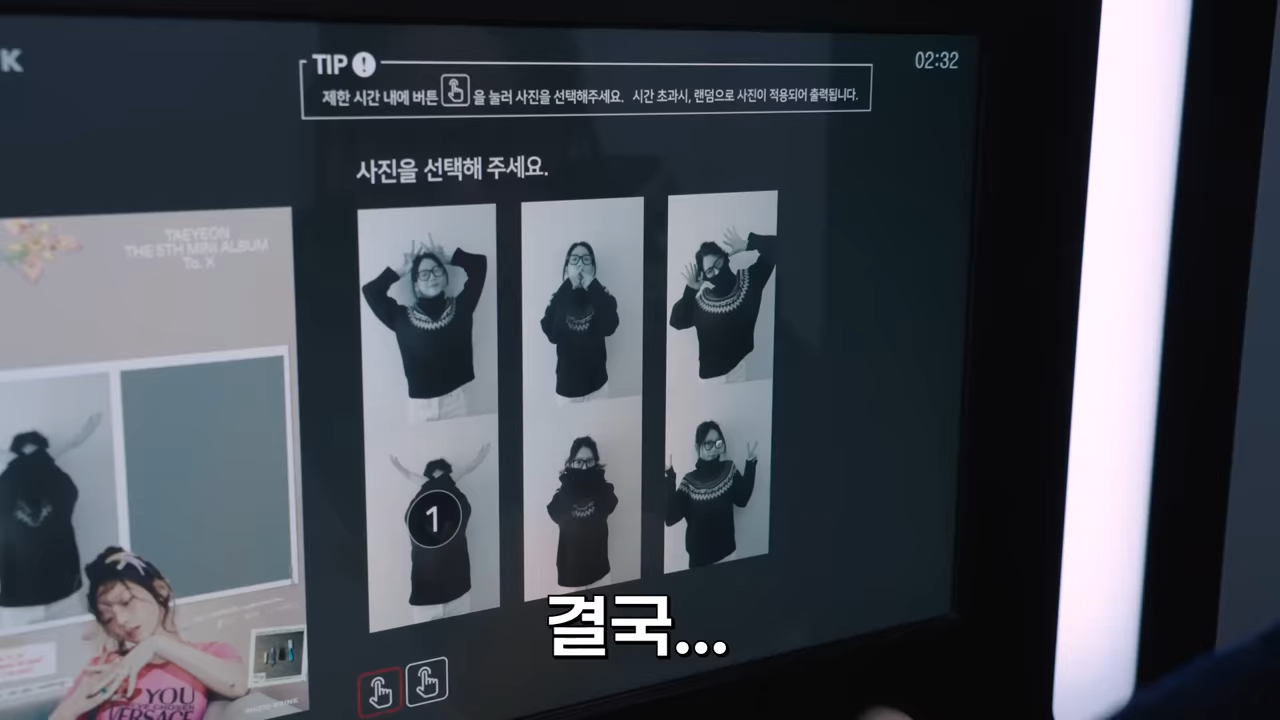 K
TIP !
02:32
제한 시간 내에 버튼 을 눌러 사진을 선택해주세요. 시간 초과시, 랜덤으로 사진이 적용되어 출력됩니다.
사진을 선택해 주세요.
TAEYEON
THE 5TH MINI ALBUM
To. X
1
결국...
YOU
VERSACE